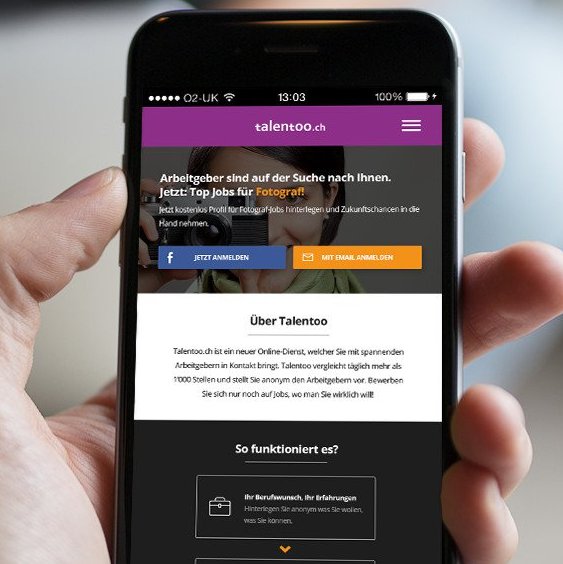 O2-UK 13:03 100%
talentoo.ch
Arbeitgeber sind auf der Suche nach Ihnen.
Jetzt: Top Jobs für Fotograf!
Jetzt kostenlos Profil für Fotograf-Jobs hinterlegen und Zukunftschancen in die
Hand nehmen.
f JETZT ANMELDEN MIT EMAIL ANMELDEN
Über Talentoo
Talentoo.ch ist ein neuer Online-Dienst, welcher Sie mit spannenden
Arbeitgebern in Kontakt bringt. Talentoo vergleicht täglich mehr als
1'000 Stellen und stellt Sie anonym den Arbeitgebern vor. Bewerben
Sie sich nur noch auf Jobs, wo man Sie wirklich will!
So funktioniert es?
Ihr Berufswunsch, Ihr Erfahrungen
Hinterlegen Sie anonym was Sie wollen,
was Sie können.